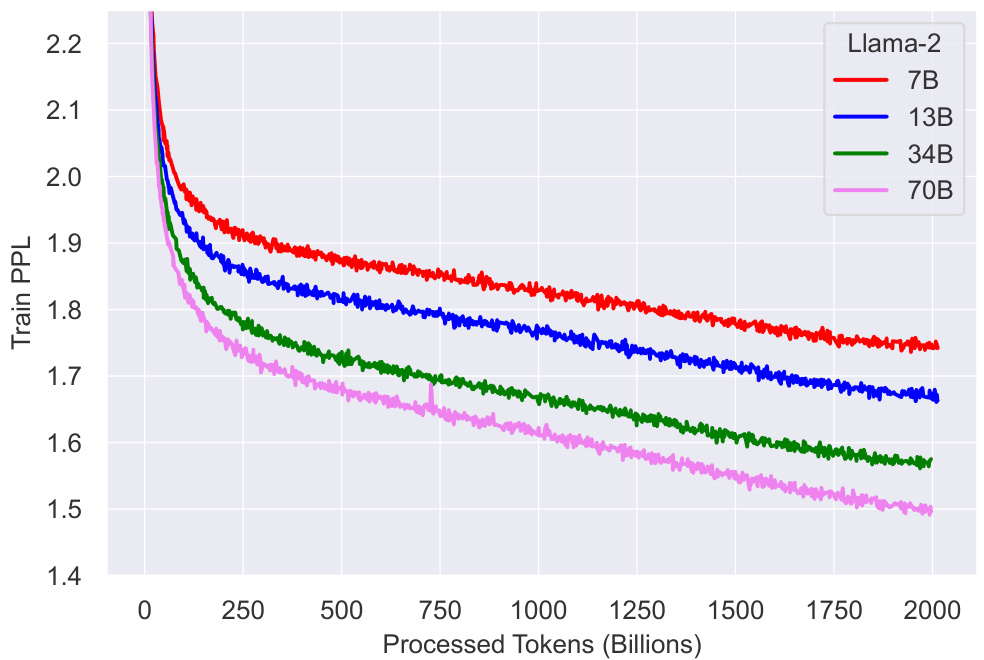 Llama-2
7B
13B
34B
70B
2.2
2.1
2.0
1.9
1.8
1.7
1.6
1.5
1.4
Train PPL
0 250 500 750 1000 1250 1500 1750 2000
Processed Tokens (Billions)